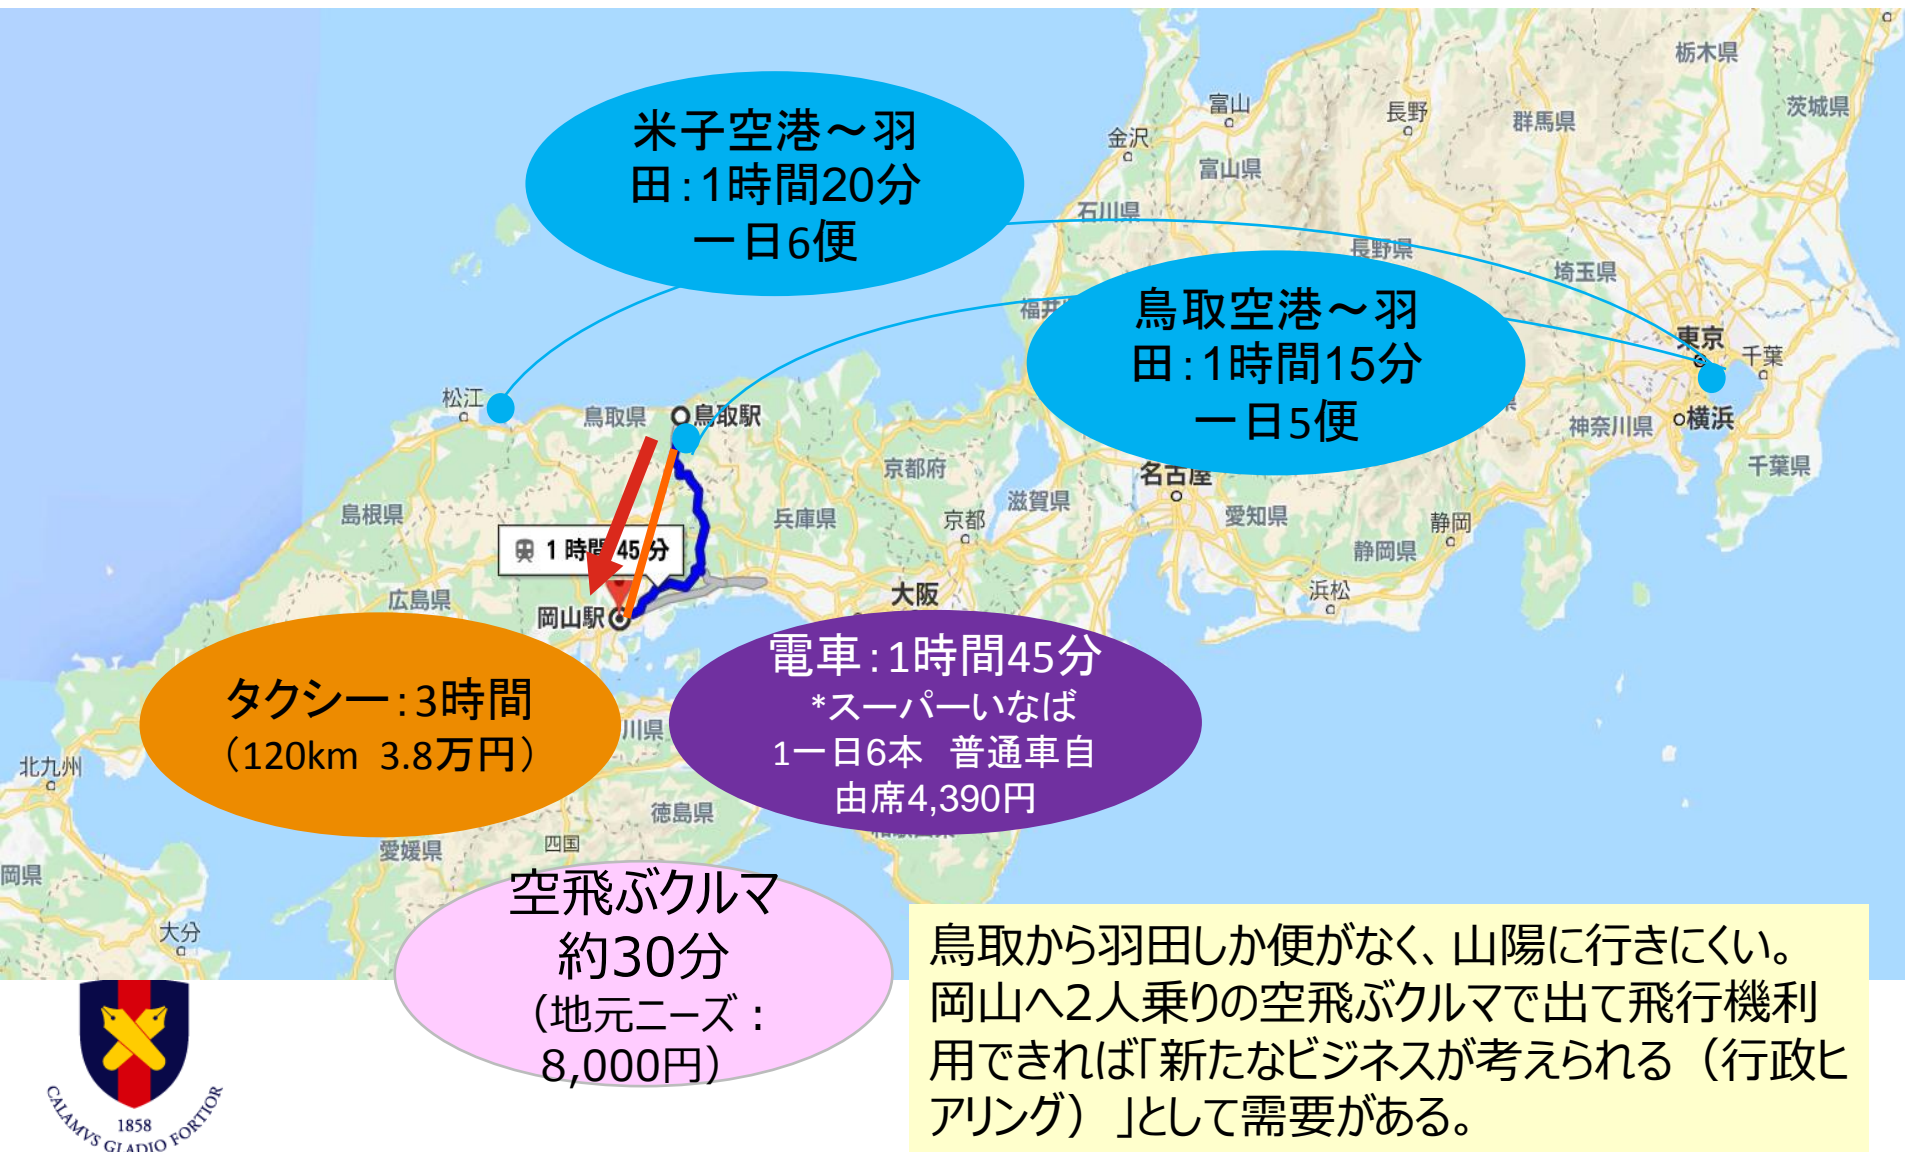 栃木県
富山
長野
茨城県
群馬県
金沢
富山県
米子空港～羽
田：1時間20分
一日6便
石川県
長野県
埼玉県
福井
鳥取空港～羽
田：1時間15分
一日5便
東京
千葉
松江
鳥取県
鳥取駅
神奈川県
横浜
京都府
名古屋
千葉県
滋賀県
島根県
兵庫県
京都
愛知県
静岡
1時間45分
静岡県
大阪
浜松
広島県
岡山駅
電車：1時間45分
*スーパーいなば
1一日6本　普通車自
由席4,390円
タクシー：3時間
（120km 3.8万円）
川県
北九州
徳島県
愛媛県
四国
岡県
空飛ぶクルマ
約30分
（地元ニーズ：
8,000円）
大分
鳥取から羽田しか便がなく、山陽に行きにくい。
岡山へ2人乗りの空飛ぶクルマで出て飛行機利
用できれば「新たなビジネスが考えられる（行政ヒ
アリング）」として需要がある。
1858
CALAMVS GLADIO FORTIOR